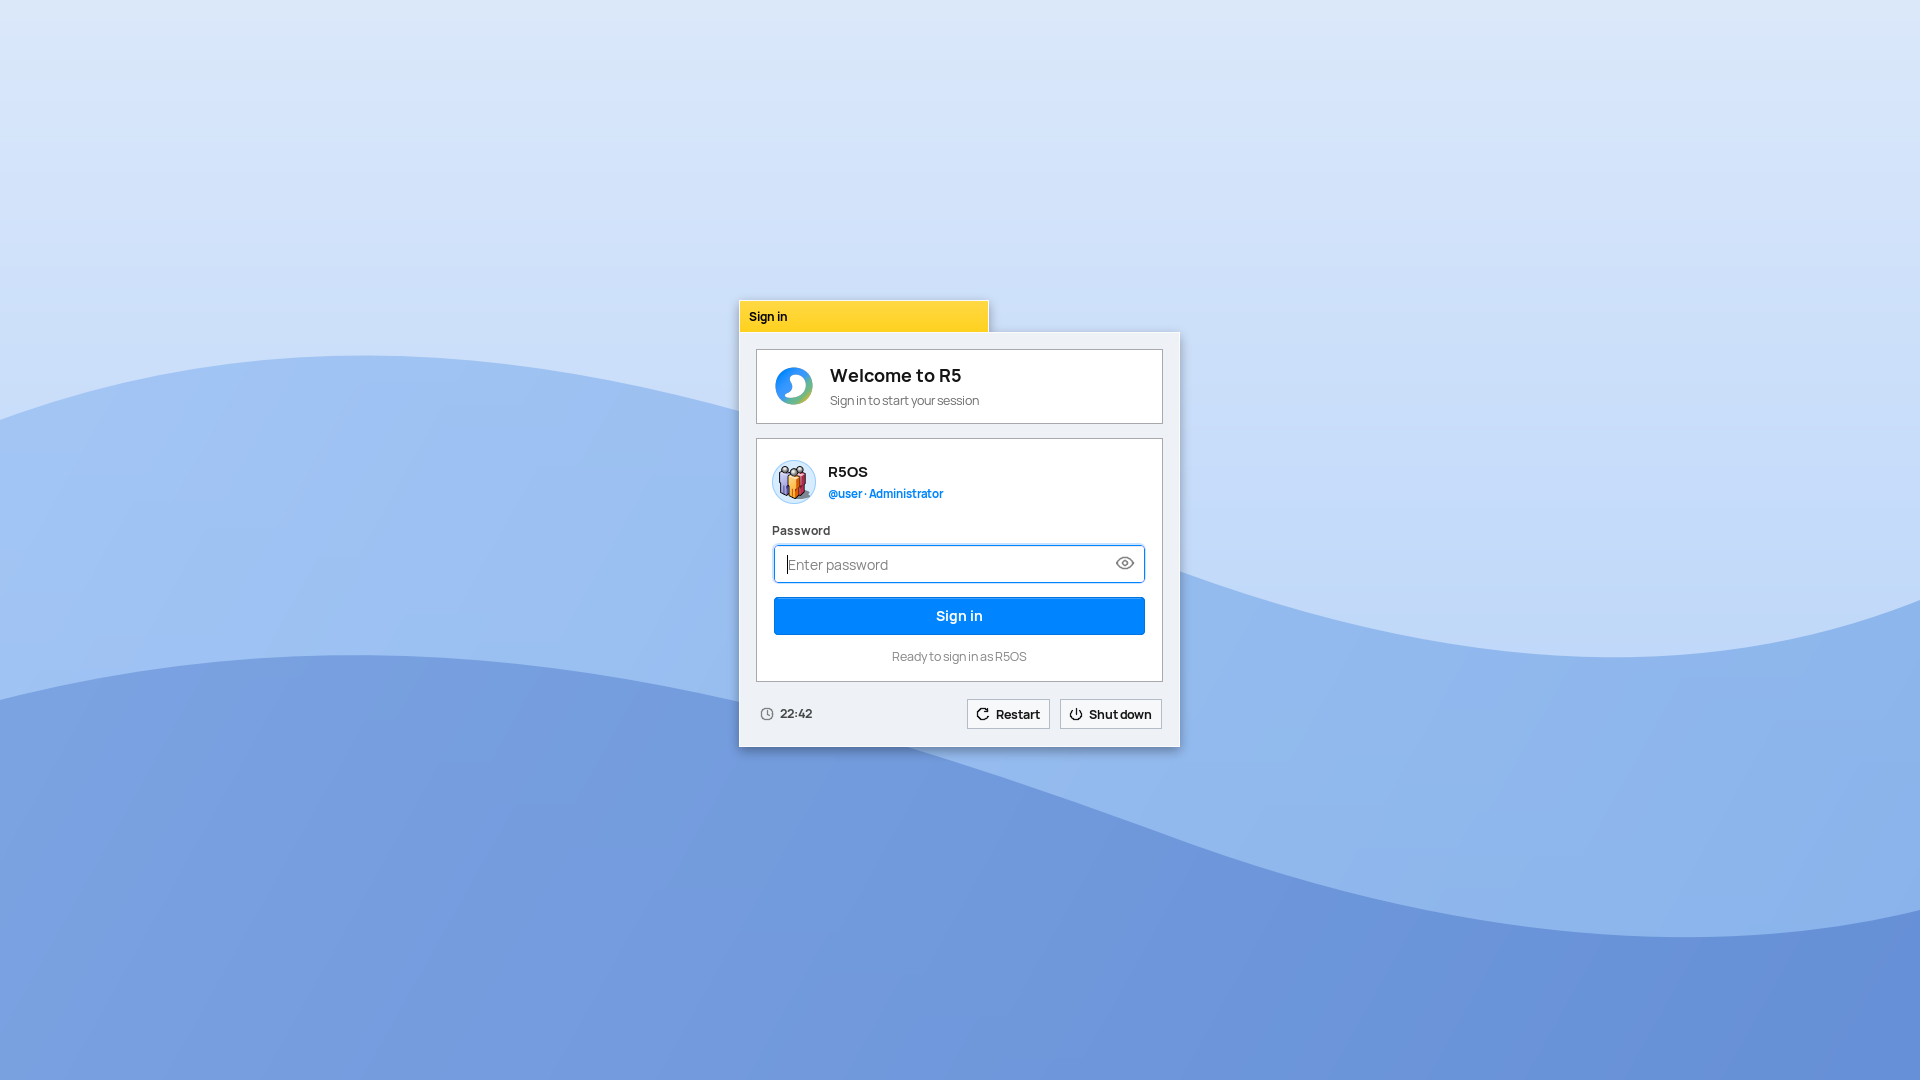 Sign in
Welcome to R5
Sign in to start your session
R5OS
@user · Administrator
Password
Enter password
Sign in
Ready to sign in as R5OS
22:42
Restart
Shut down